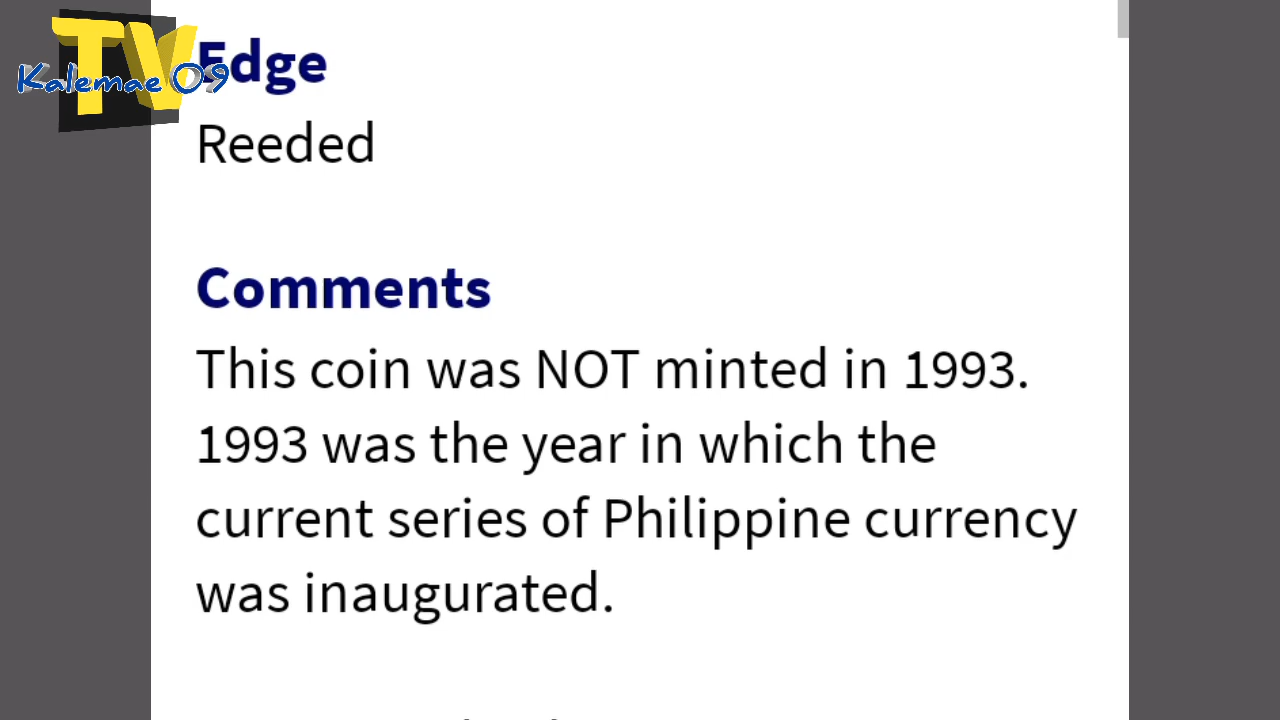 TV
Kalemae 09
Edge
Reeded
Comments
This coin was NOT minted in 1993.
1993 was the year in which the
current series of Philippine currency
was inaugurated.